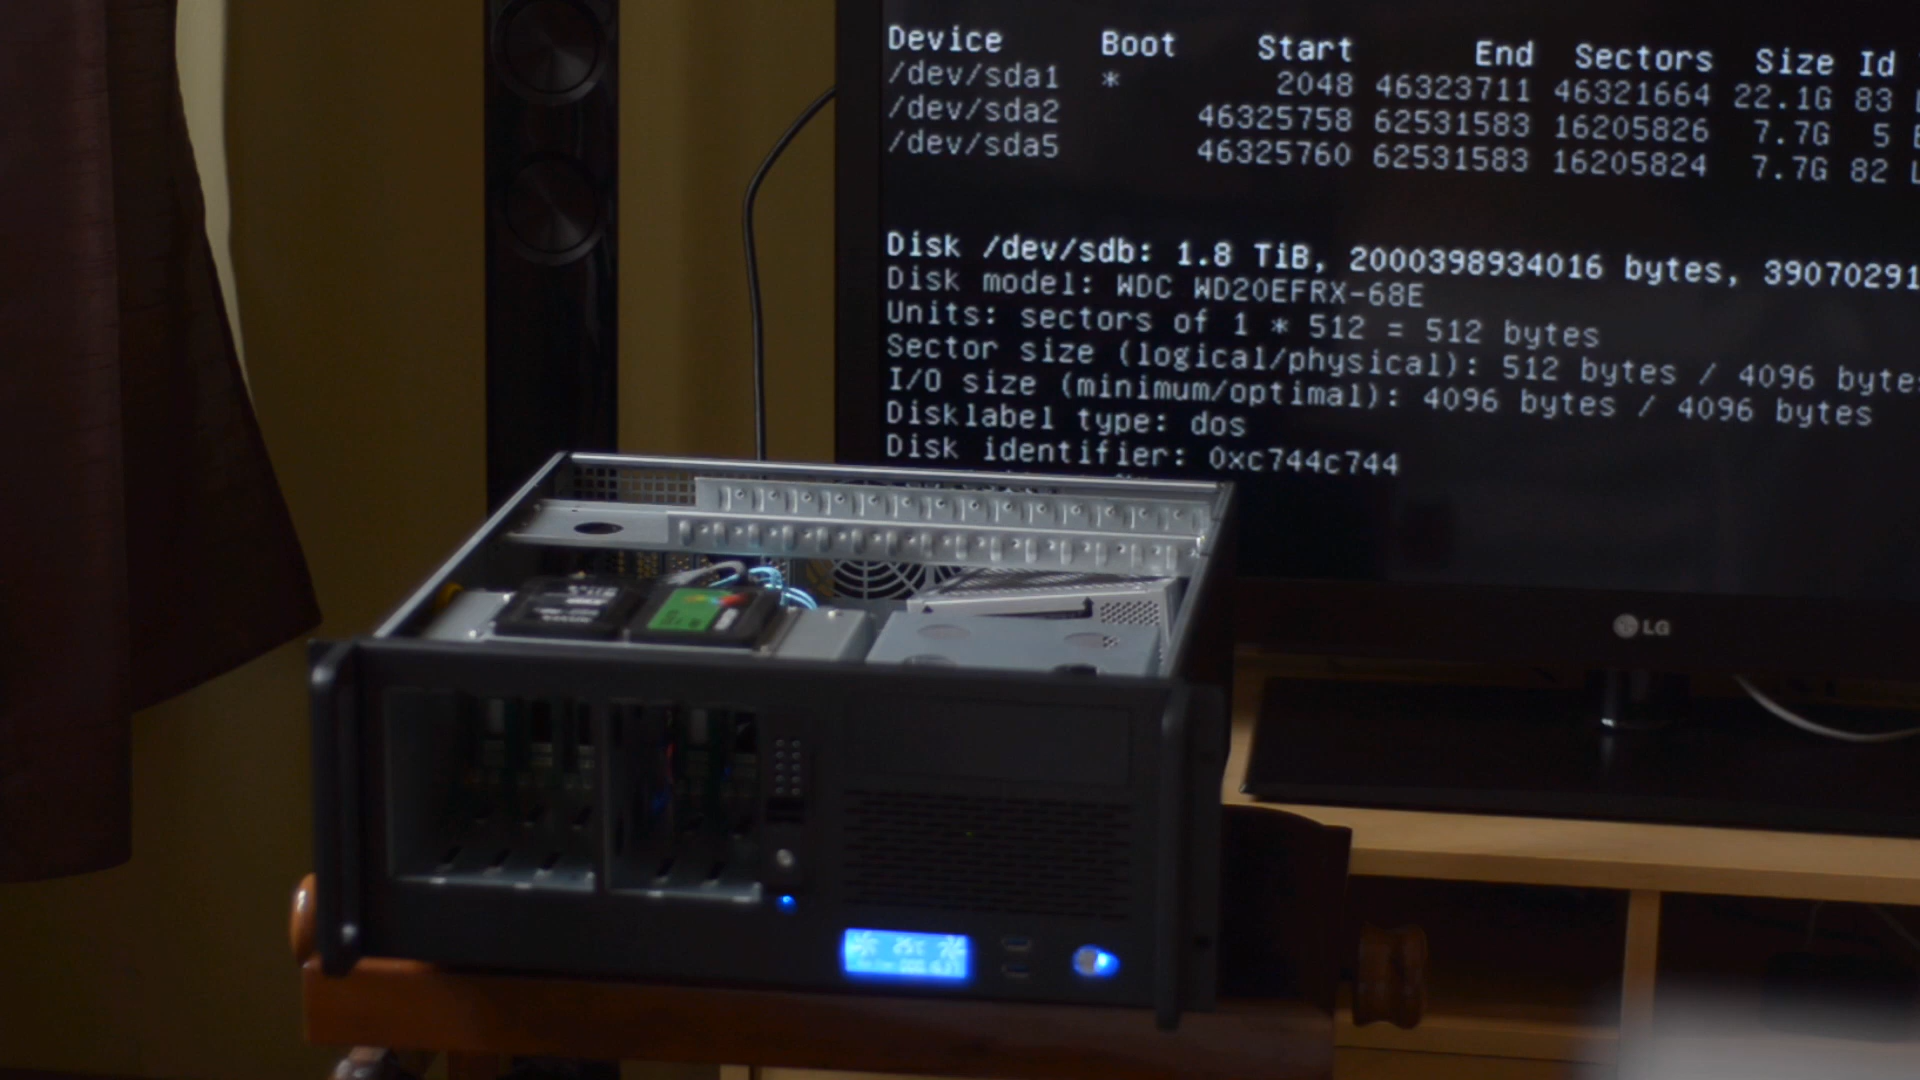 Device Boot Start End Sectors Size Id
/dev/sda1 * 2048 46323711 46321664 22.1G 83
/dev/sda2 46325758 62531583 16205826 7.7G 5
/dev/sda5 46325760 62531583 16205824 7.7G 82
Disk /dev/sdb: 1.8 TiB, 2000398934016 bytes, 39070291
Disk model: WDC WD20EFRX-68E
Units: sectors of 1 * 512 = 512 bytes
Sector size (logical/physical): 512 bytes / 4096 bytes
I/O size (minimum/optimal): 4096 bytes / 4096 bytes
Disklabel type: dos
Disk identifier: 0xc744c744
LG
25°C